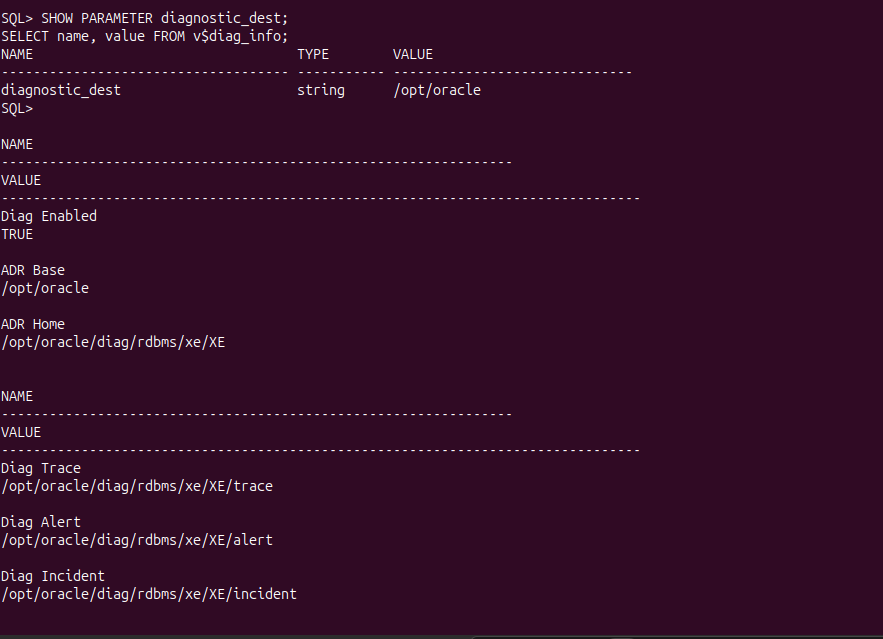 SQL> SHOW PARAMETER diagnostic_dest;
SELECT name, value FROM v$diag_info;
NAME                                 TYPE        VALUE
------------------------------------ ----------- ------------------------------
diagnostic_dest                      string      /opt/oracle
SQL>
NAME
----------------------------------------------------------------
VALUE
--------------------------------------------------------------------------------
Diag Enabled
TRUE
ADR Base
/opt/oracle
ADR Home
/opt/oracle/diag/rdbms/xe/XE
NAME
----------------------------------------------------------------
VALUE
--------------------------------------------------------------------------------
Diag Trace
/opt/oracle/diag/rdbms/xe/XE/trace
Diag Alert
/opt/oracle/diag/rdbms/xe/XE/alert
Diag Incident
/opt/oracle/diag/rdbms/xe/XE/incident